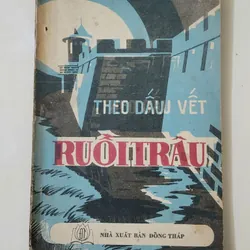 THEO DẤU VẾT
RUỒI TRÂU
NHÀ XUẤT BẢN ĐỒNG THÁP